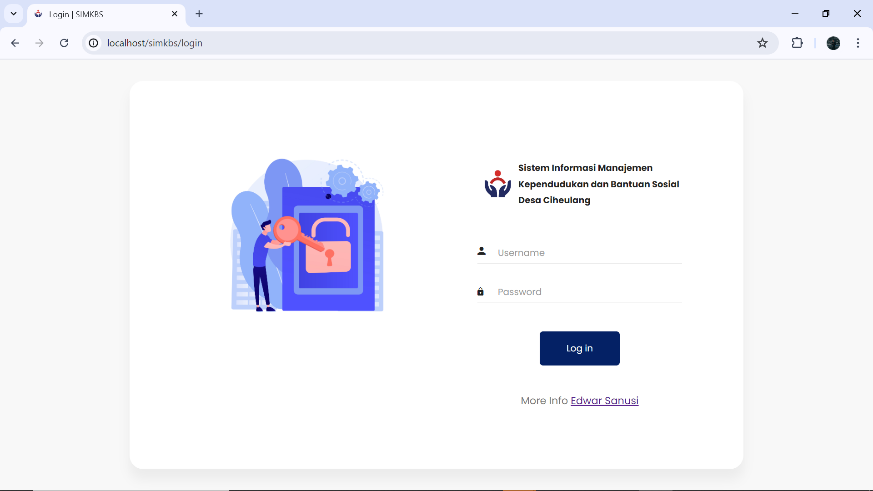 Login | SIMKBS
localhost/simkbs/login
Sistem Informasi Manajemen
Kependudukan dan Bantuan Sosial
Desa Ciheulang
Username
Password
Log in
More Info Edwar Sanusi